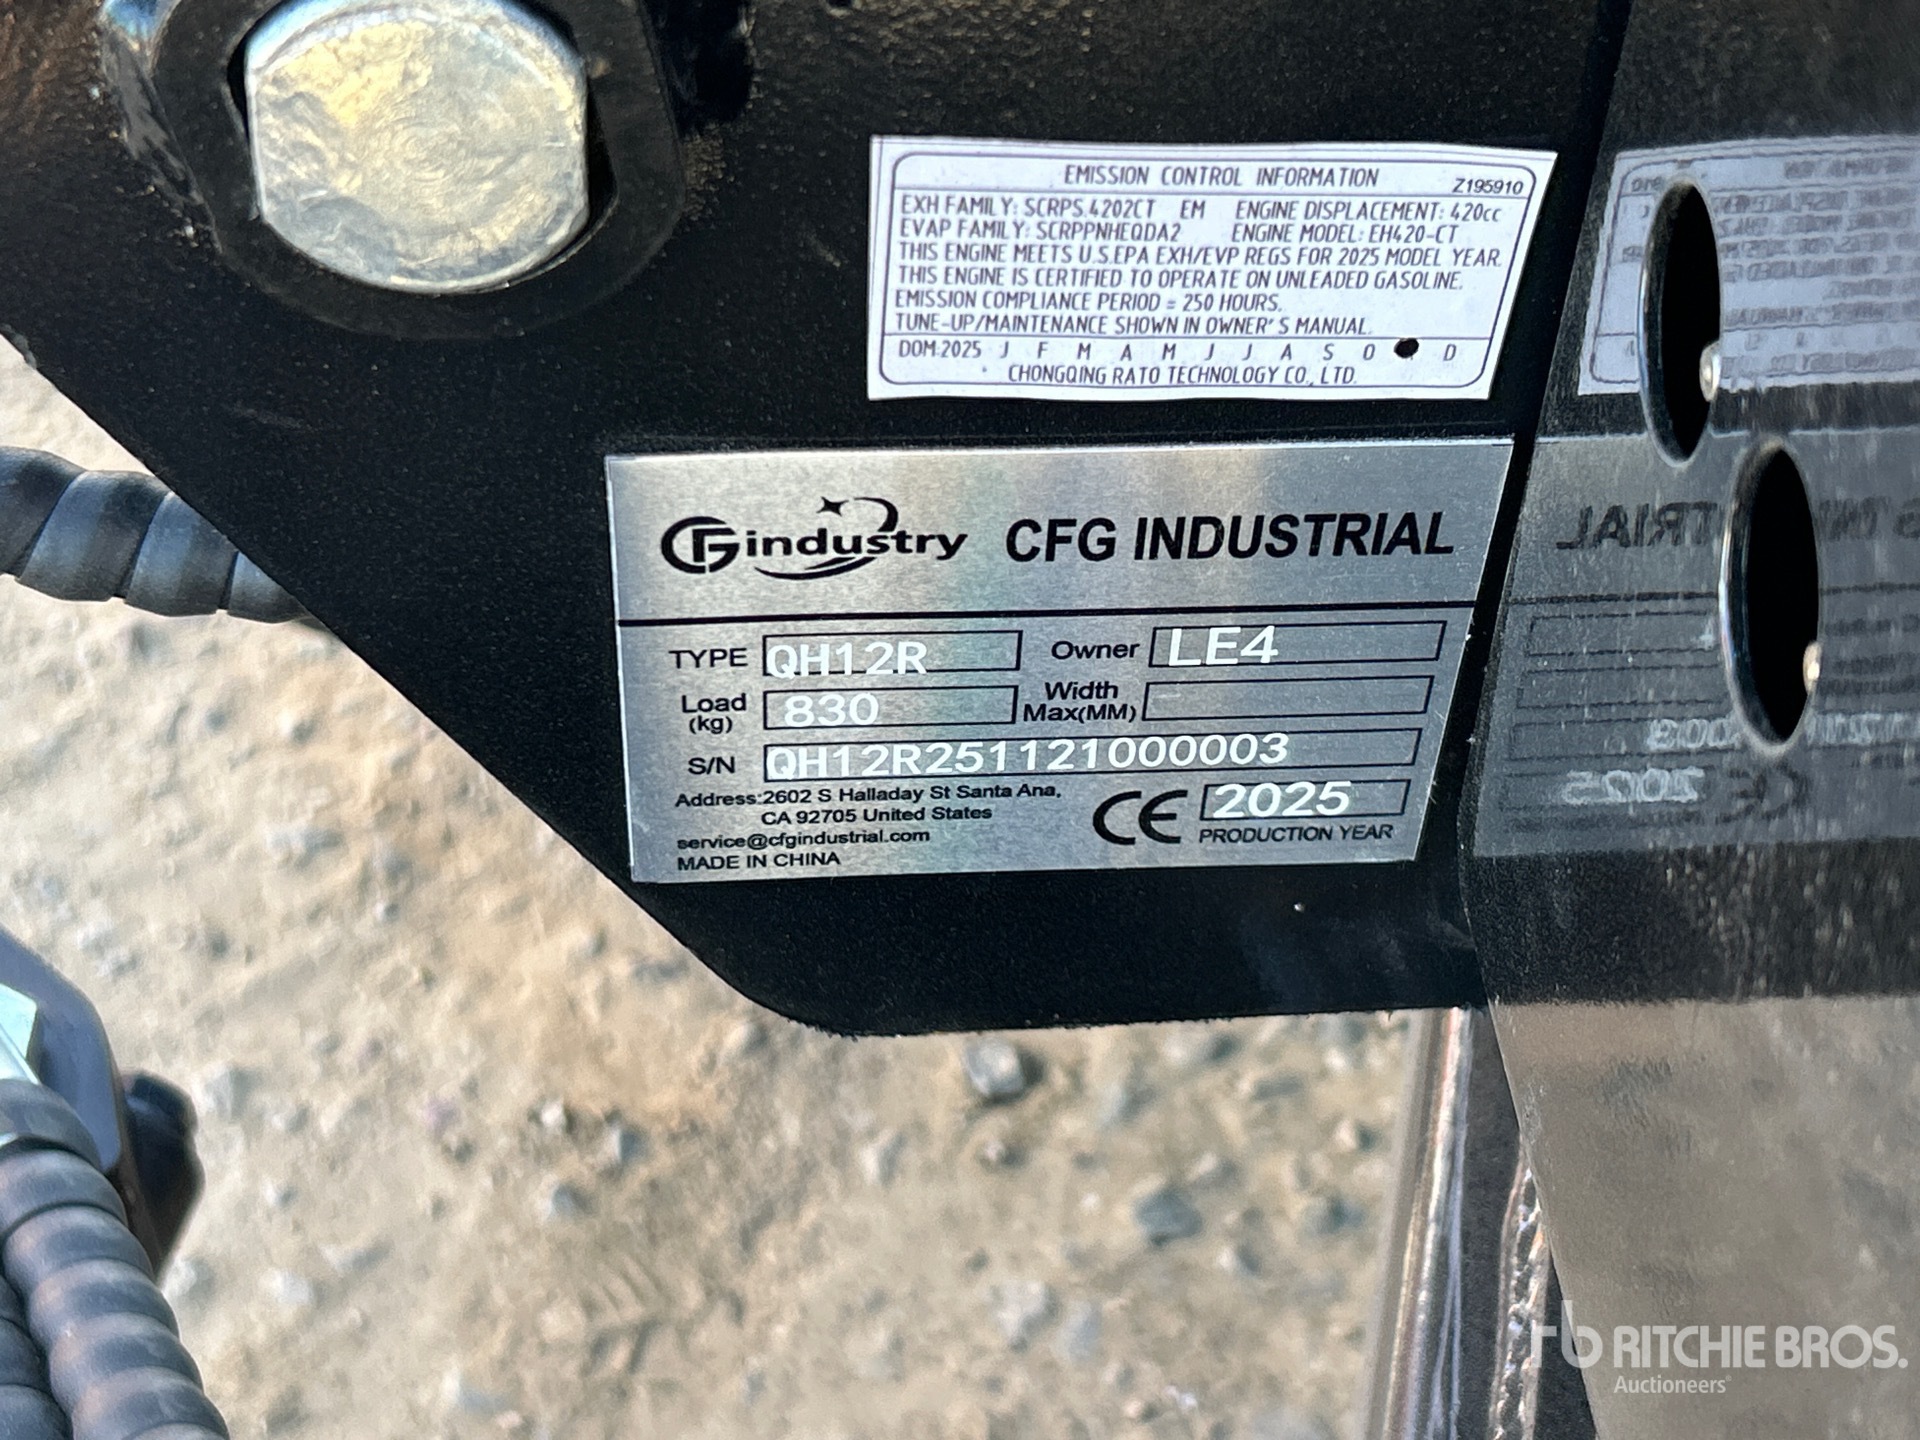 EMISSION CONTROL INFORMATION Z195910
EXH FAMILY: SCRPS.4202CT EM ENGINE DISPLACEMENT: 420cc
EVAP FAMILY: SCRPPNHEQDA2 ENGINE MODEL: EH420-CT
THIS ENGINE MEETS U.S.EPA EXH/EVP REGS FOR 2025 MODEL YEAR.
THIS ENGINE IS CERTIFIED TO OPERATE ON UNLEADED GASOLINE.
EMISSION COMPLIANCE PERIOD = 250 HOURS.
TUNE-UP/MAINTENANCE SHOWN IN OWNER'S MANUAL.
DOM:2025 J F M A M J J A S O D
CHONGQING RATO TECHNOLOGY CO., LTD.
CFGindustry CFG INDUSTRIAL
TYPE QH12R Owner LE4
Load (kg) 830 Width Max(MM)
S/N QH12R251121000003
Address:2602 S Halladay St Santa Ana,
CA 92705 United States
service@cfgindustrial.com
MADE IN CHINA
CE 2025
PRODUCTION YEAR
rb RITCHIE BROS.
Auctioneers